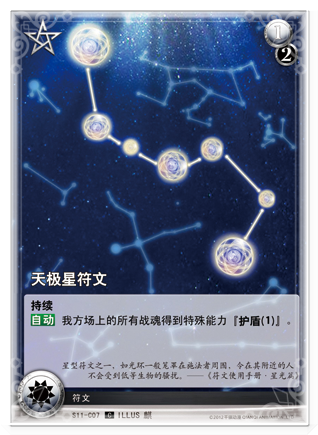 1
2
天极星符文
持续
自动 我方场上的所有战魂得到特殊能力『护盾(1)』。
星型符文之一，如光环一般笼罩在施法者周围，令在其附近的人
不会受到低等生物的骚扰。——《符文使用手册·星光篇》
符文
S11-C07 C ILLUS 麒